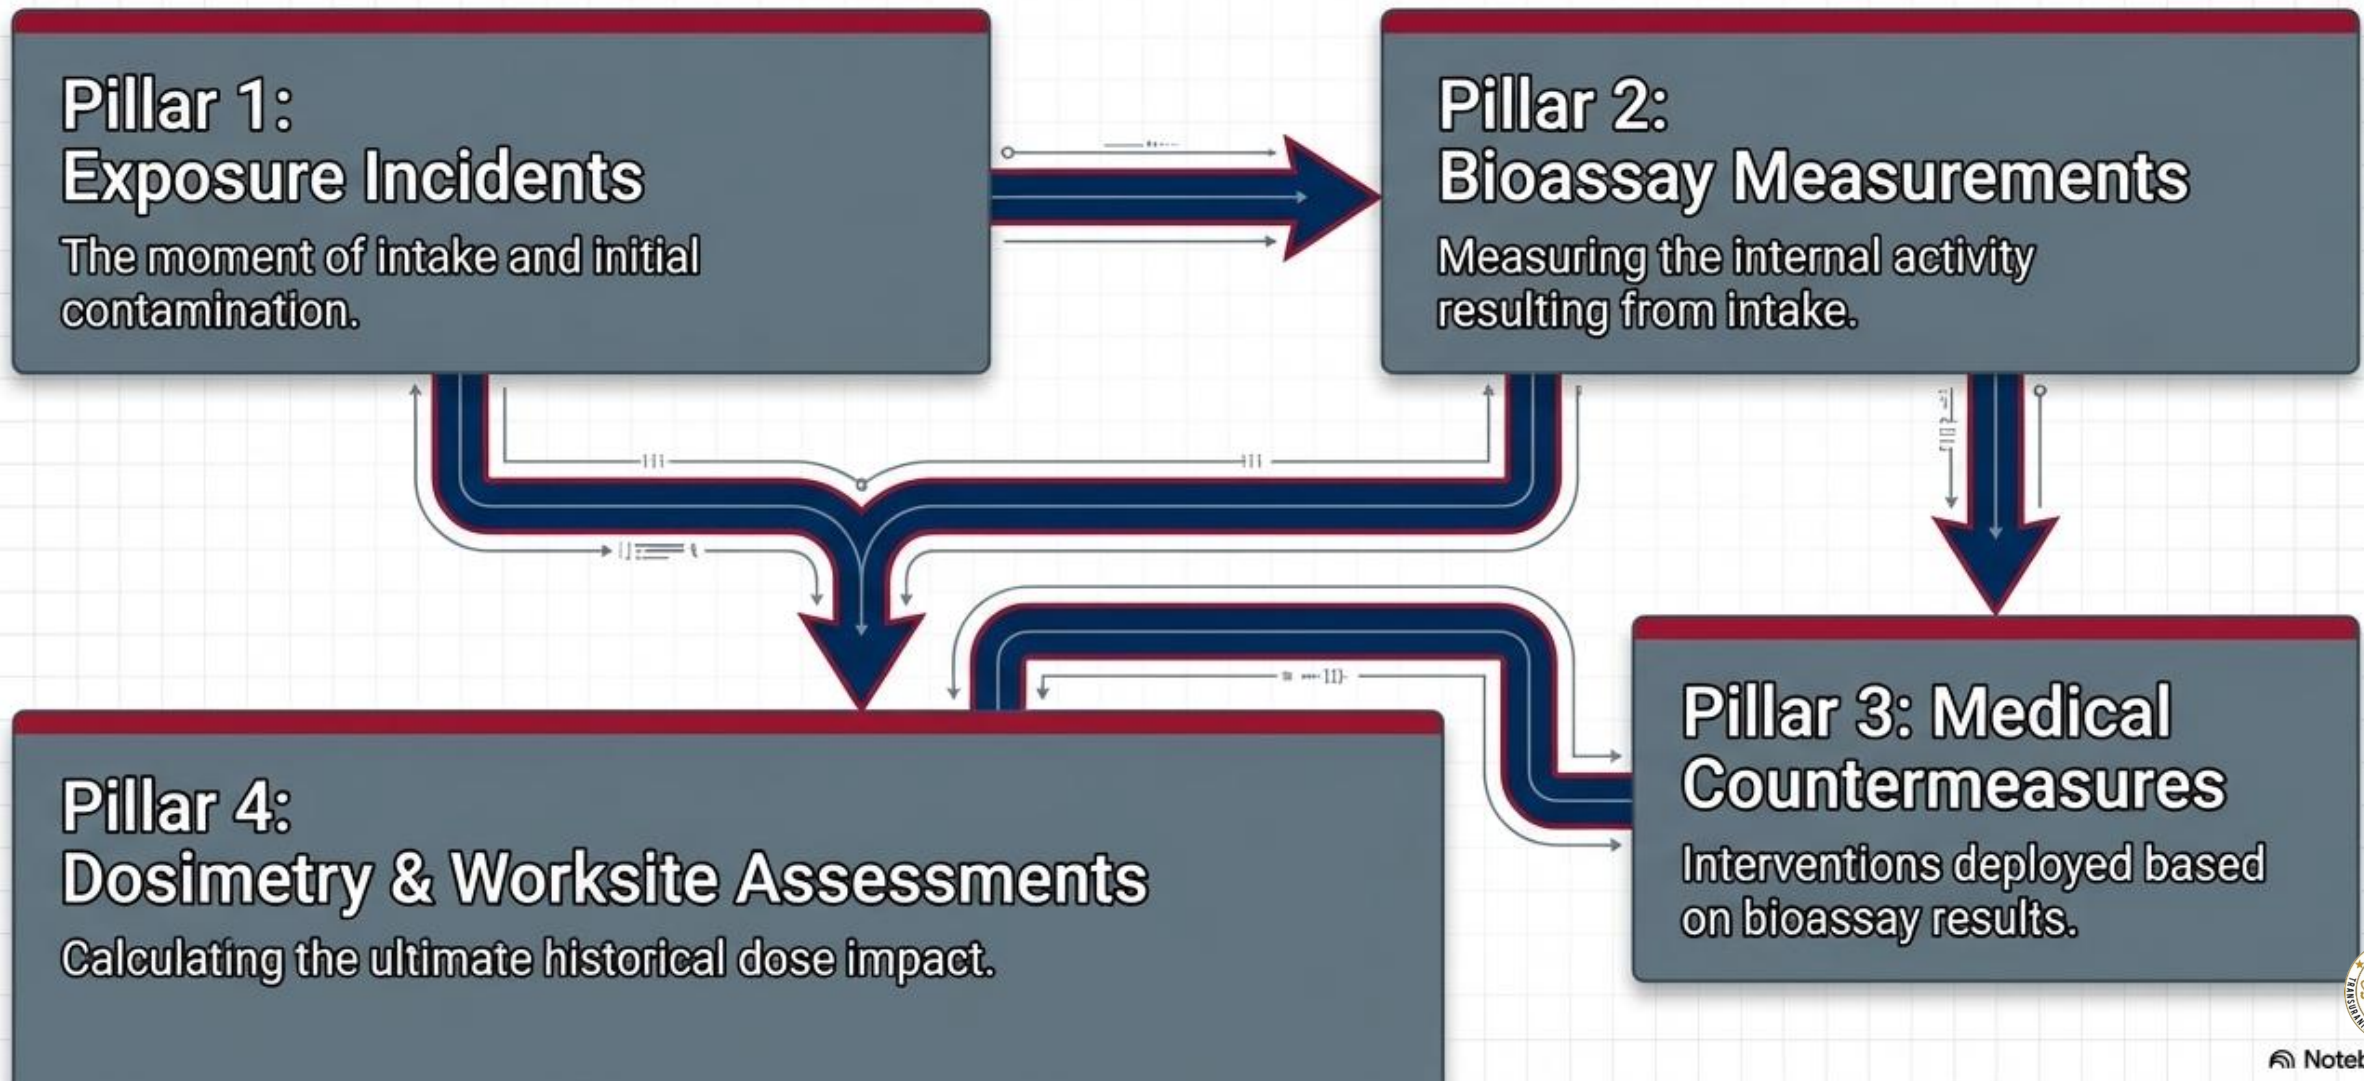 Pillar 1:
Exposure Incidents
The moment of intake and initial
contamination.
Pillar 2:
Bioassay Measurements
Measuring the internal activity
resulting from intake.
Pillar 3: Medical
Countermeasures
Interventions deployed based
on bioassay results.
Pillar 4:
Dosimetry & Worksite Assessments
Calculating the ultimate historical dose impact.
TRANSURAN
Noteb